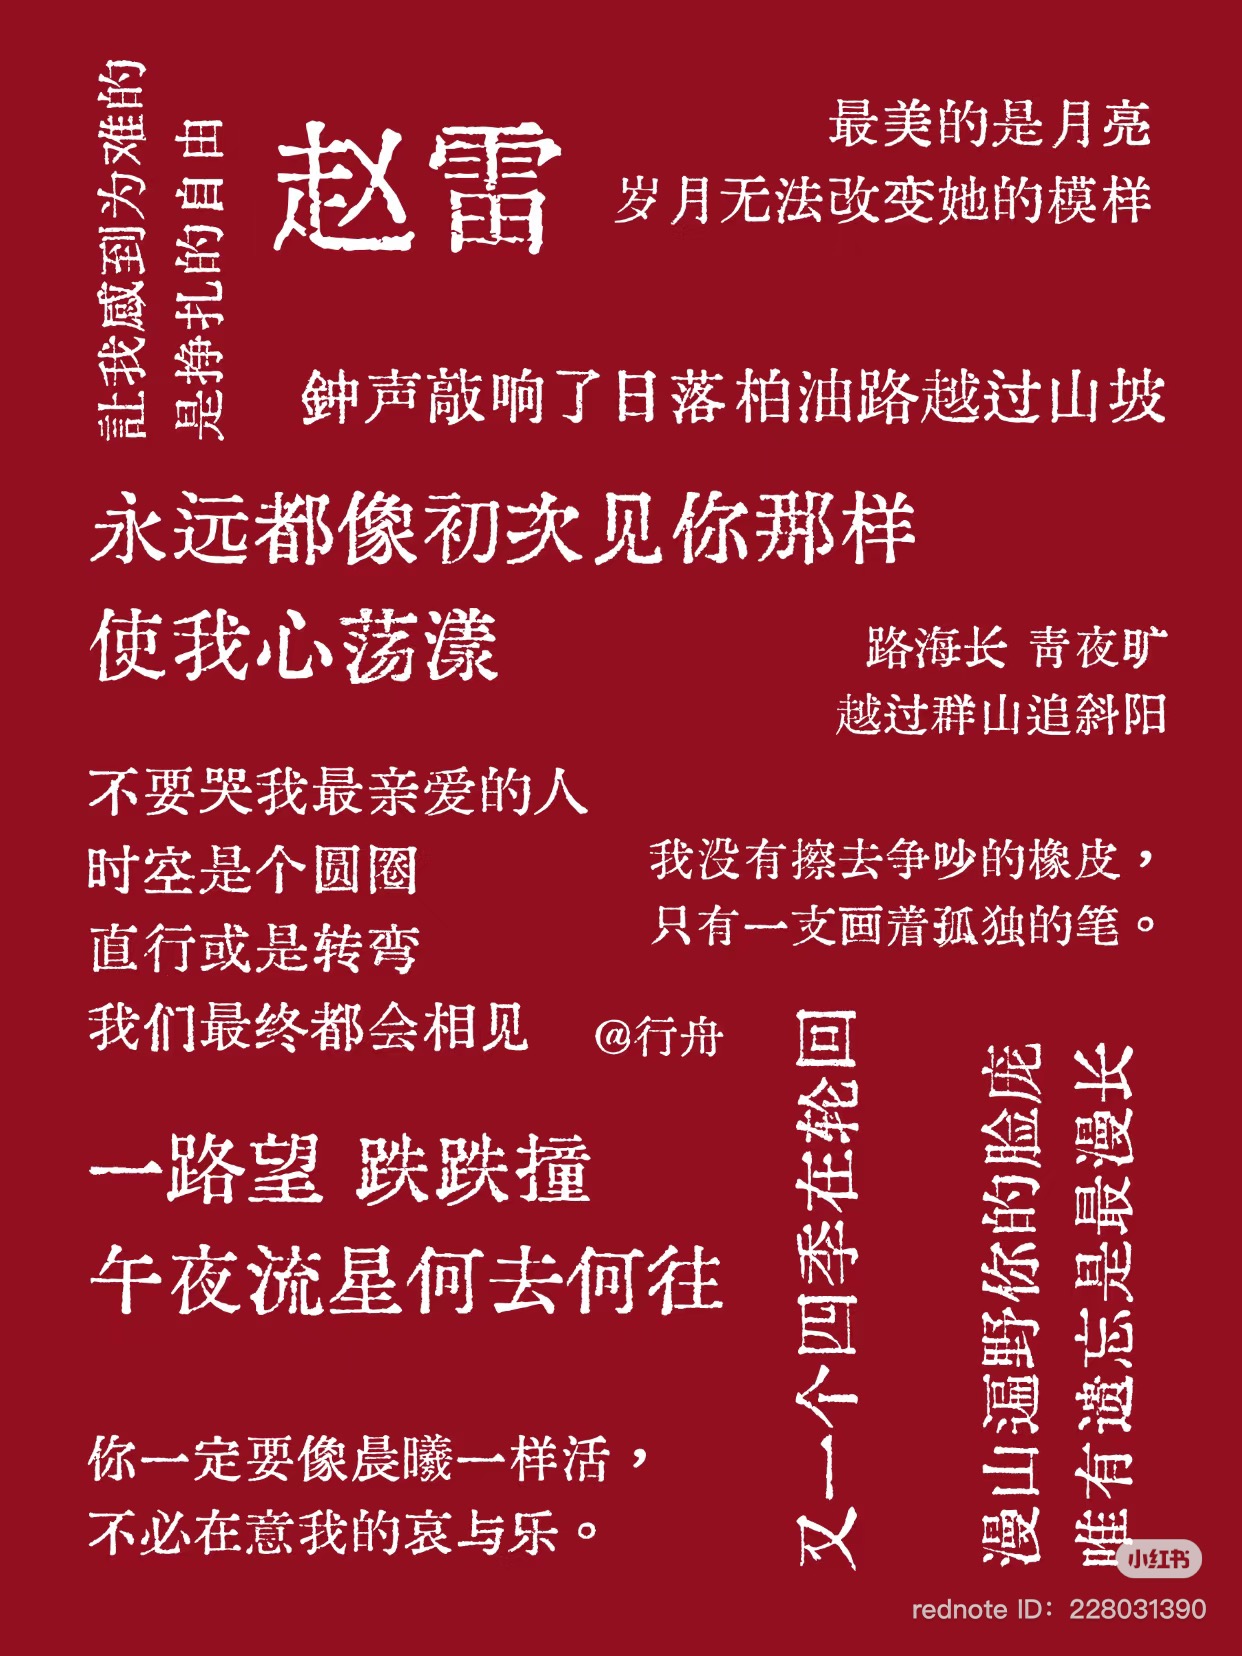 让我感到为难的
是挣扎的自由
赵雷
最美的是月亮
岁月无法改变她的模样
鈡声敲响了日落柏油路越过山坡
永远都像初次见你那样
使我心荡漾
路海长 青夜旷
越过群山追斜阳
不要哭我最亲爱的人
时空是个圆圈
直行或是转弯
我们最终都会相见
我没有擦去争吵的橡皮，
只有一支画着孤独的笔。
@行舟
一路望 跌跌撞
午夜流星何去何往
又一个四季在轮回
漫山遍野你的脸庞
唯有遗忘是最漫长
你一定要像晨曦一样活，
不必在意我的哀与乐。
小红书
rednote ID：228031390